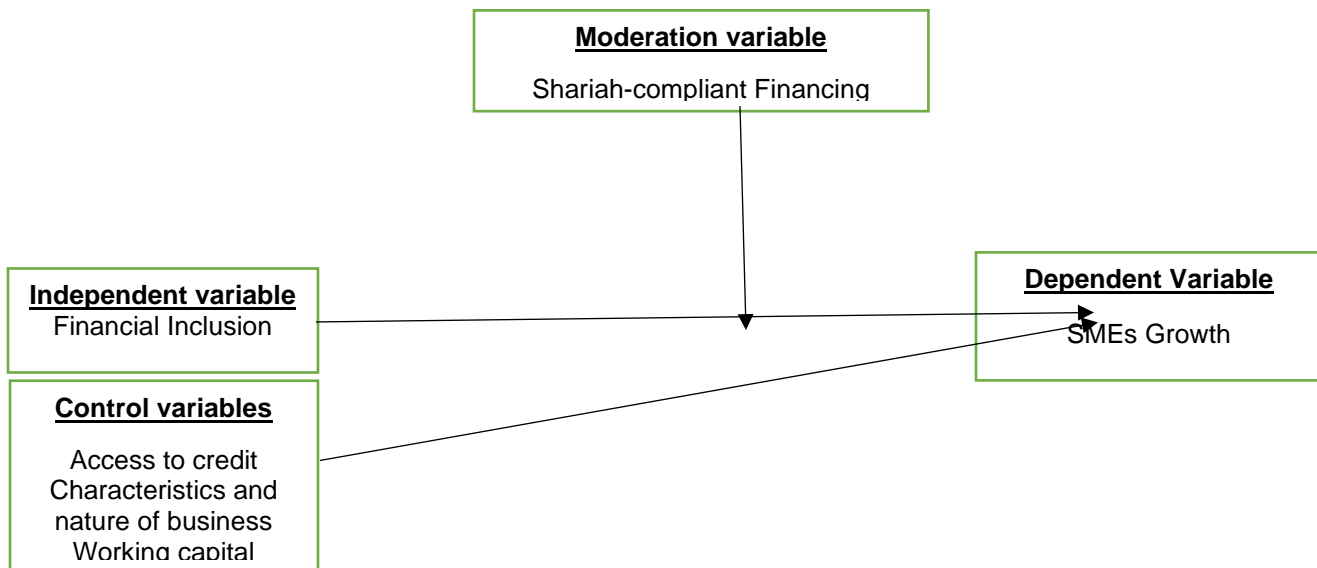 Moderation variable
Shariah-compliant Financing
Independent variable
Financial Inclusion
Dependent Variable
SMEs Growth
Control variables
Access to credit
Characteristics and
nature of business
Working capital